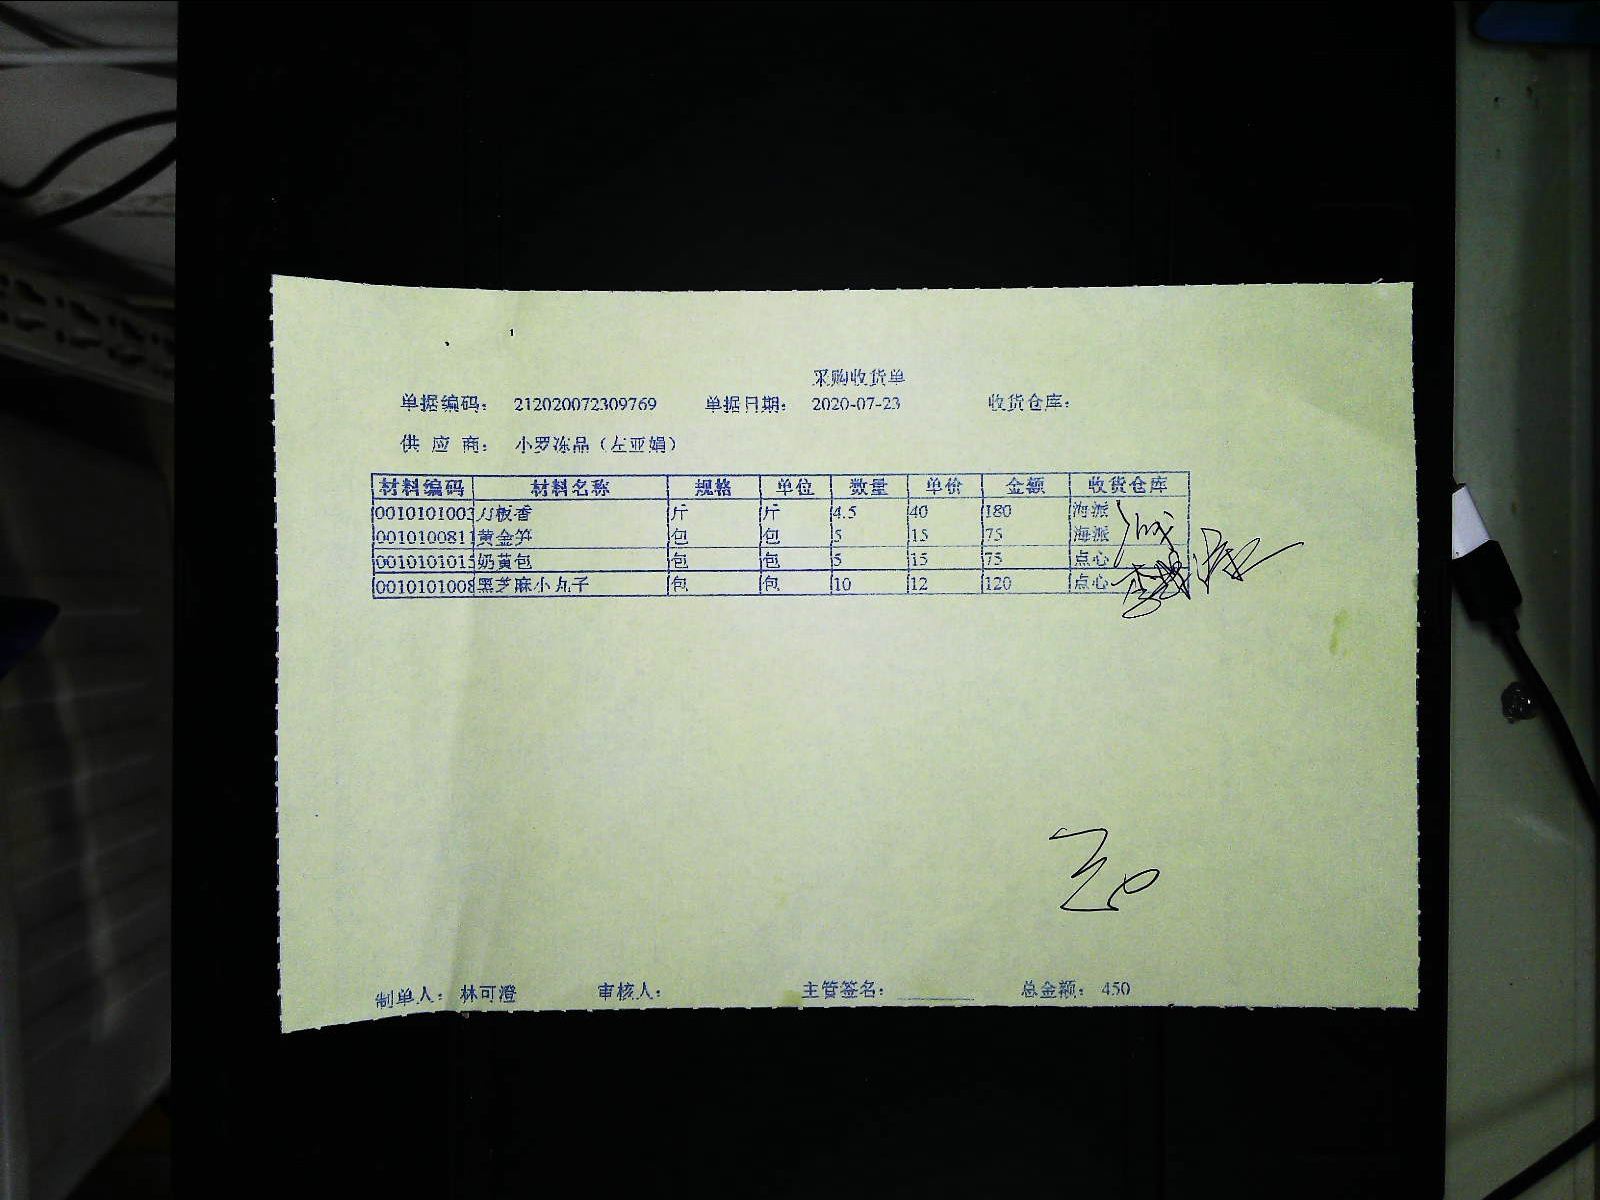 采购收货单
单据编码： 212020072309769 单据日期： 2020-07-23 收货仓库：
供 应 商： 小罗冻品（左亚娟）
材料编码 材料名称 规格 单位 数量 单价 金额 收货仓库
0010101003 刀板香 斤 斤 4.5 40 180 海派
0010100811 黄金笋 包 包 5 15 75 海派
0010101015 奶黄包 包 包 5 15 75 点心
0010101008 黑芝麻小丸子 包 包 10 12 120 点心
制单人： 林可澄 审核人： 主管签名： 总金额： 450